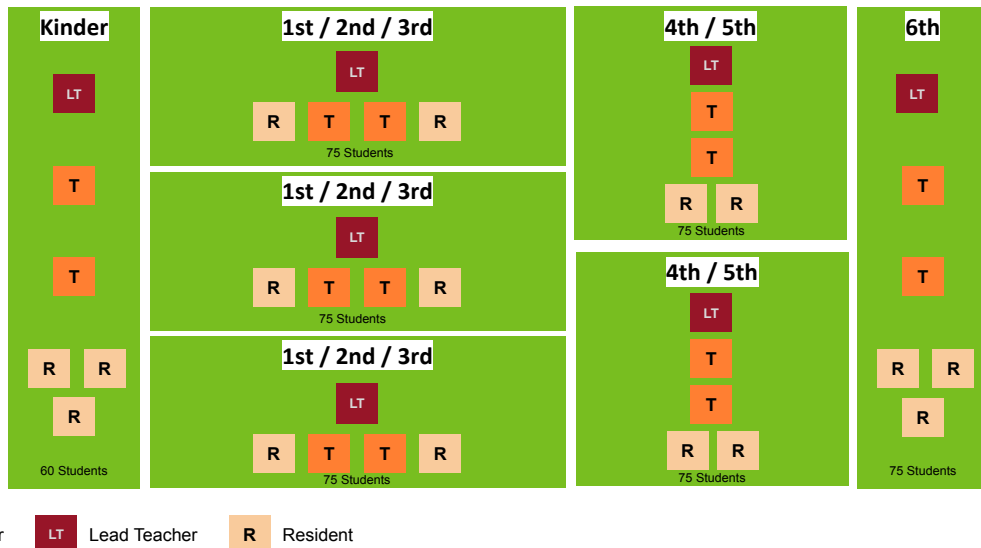 Kinder
LT
T
T
R R
R
60 Students
1st / 2nd / 3rd
LT
R T T R
75 Students
1st / 2nd / 3rd
LT
R T T R
75 Students
1st / 2nd / 3rd
LT
R T T R
75 Students
4th / 5th
LT
T
T
R R
75 Students
4th / 5th
LT
T
T
R R
75 Students
6th
LT
T
T
R R
R
75 Students
LT Lead Teacher R Resident